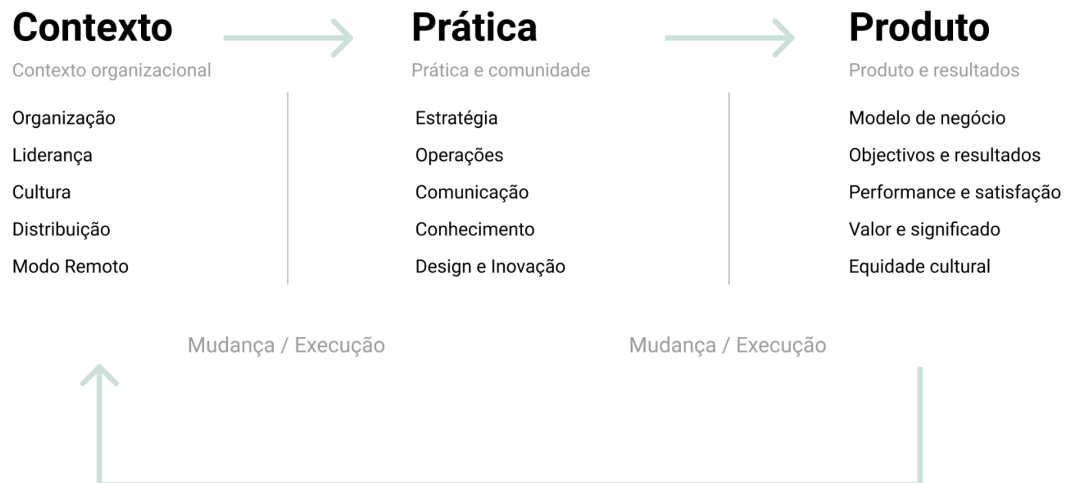 Contexto
Contexto organizacional
Organização
Liderança
Cultura
Distribuição
Modo Remoto
Prática
Prática e comunidade
Estratégia
Operações
Comunicação
Conhecimento
Design e Inovação
Produto
Produto e resultados
Modelo de negócio
Objectivos e resultados
Performance e satisfação
Valor e significado
Equidade cultural
Mudança / Execução
Mudança / Execução